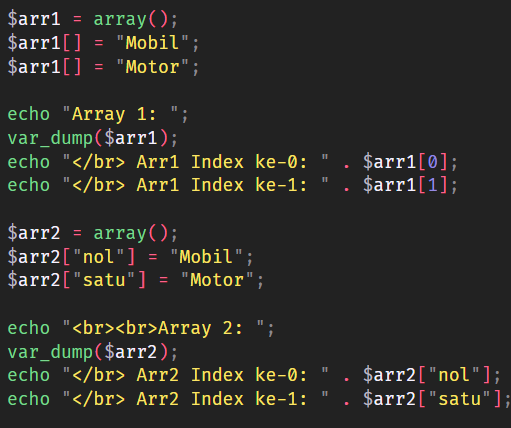 $arr1 = array();
$arr1[] = "Mobil";
$arr1[] = "Motor";
echo "Array 1: ";
var_dump($arr1);
echo "</br> Arr1 Index ke-0: " . $arr1[0];
echo "</br> Arr1 Index ke-1: " . $arr1[1];
$arr2 = array();
$arr2["nol"] = "Mobil";
$arr2["satu"] = "Motor";
echo "<br><br>Array 2: ";
var_dump($arr2);
echo "</br> Arr2 Index ke-0: " . $arr2["nol"];
echo "</br> Arr2 Index ke-1: " . $arr2["satu"];